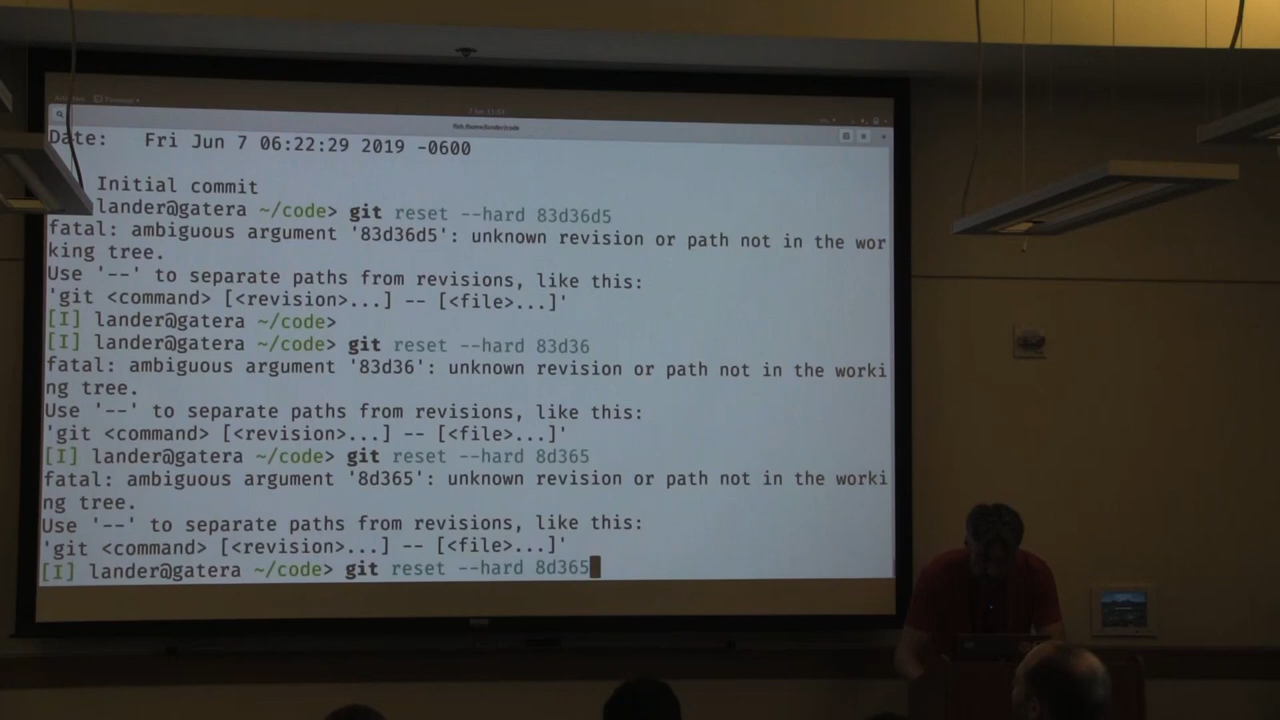 Date: Fri Jun 7 06:22:29 2019 -0600
Initial commit
lander@gatera ~/code> git reset --hard 83d36d5
fatal: ambiguous argument '83d36d5': unknown revision or path not in the wor
king tree.
Use '--' to separate paths from revisions, like this:
'git <command> [<revision>...] -- [<file>...]'
[I] lander@gatera ~/code>
[I] lander@gatera ~/code> git reset --hard 83d36
fatal: ambiguous argument '83d36': unknown revision or path not in the worki
ng tree.
Use '--' to separate paths from revisions, like this:
'git <command> [<revision>...] -- [<file>...]'
[I] lander@gatera ~/code> git reset --hard 8d365
fatal: ambiguous argument '8d365': unknown revision or path not in the worki
ng tree.
Use '--' to separate paths from revisions, like this:
'git <command> [<revision>...] -- [<file>...]'
[I] lander@gatera ~/code> git reset --hard 8d365